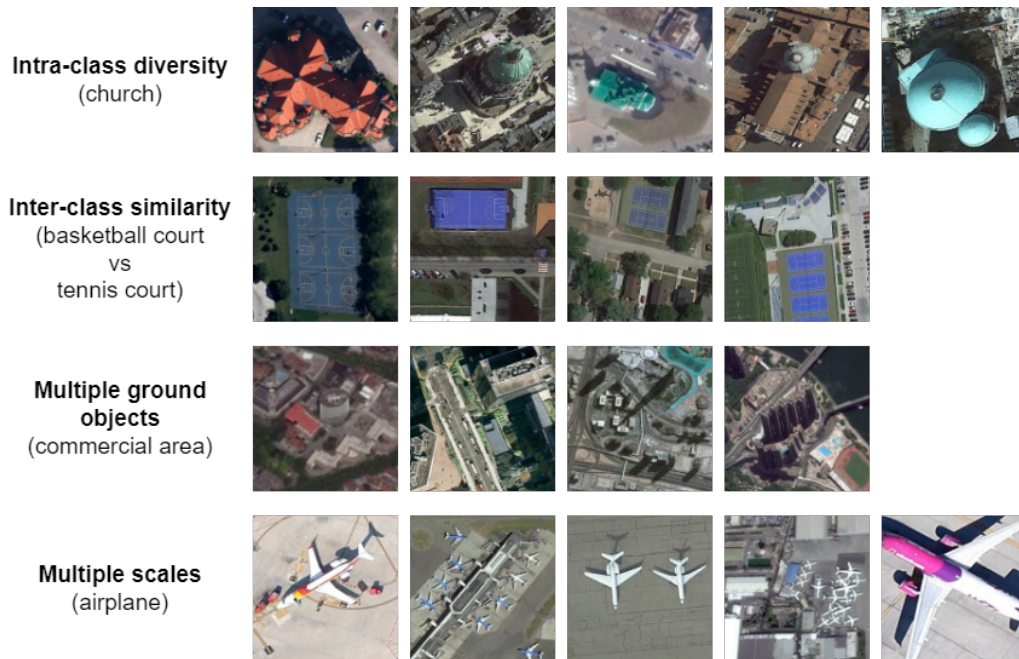 Intra-class diversity
(church)
Inter-class similarity
(basketball court
vs
tennis court)
Multiple ground
objects
(commercial area)
Multiple scales
(airplane)